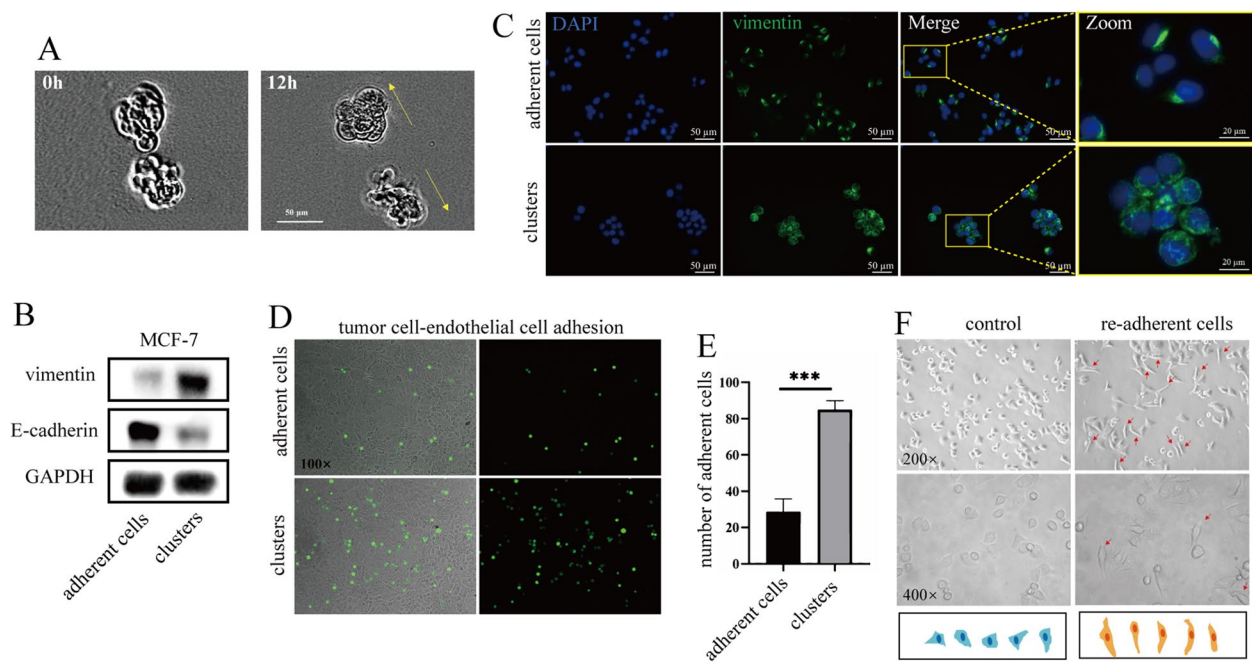 A
0h
12h
50 µm
B
MCF-7
vimentin
E-cadherin
GAPDH
adherent cells
clusters
C
DAPI
vimentin
Merge
Zoom
adherent cells
50 µm
50 µm
50 µm
20 µm
clusters
50 µm
50 µm
50 µm
20 µm
D
tumor cell-endothelial cell adhesion
adherent cells
100×
clusters
E
number of adherent cells
100
80
60
40
20
0
***
adherent cells
clusters
F
control
re-adherent cells
200×
400×